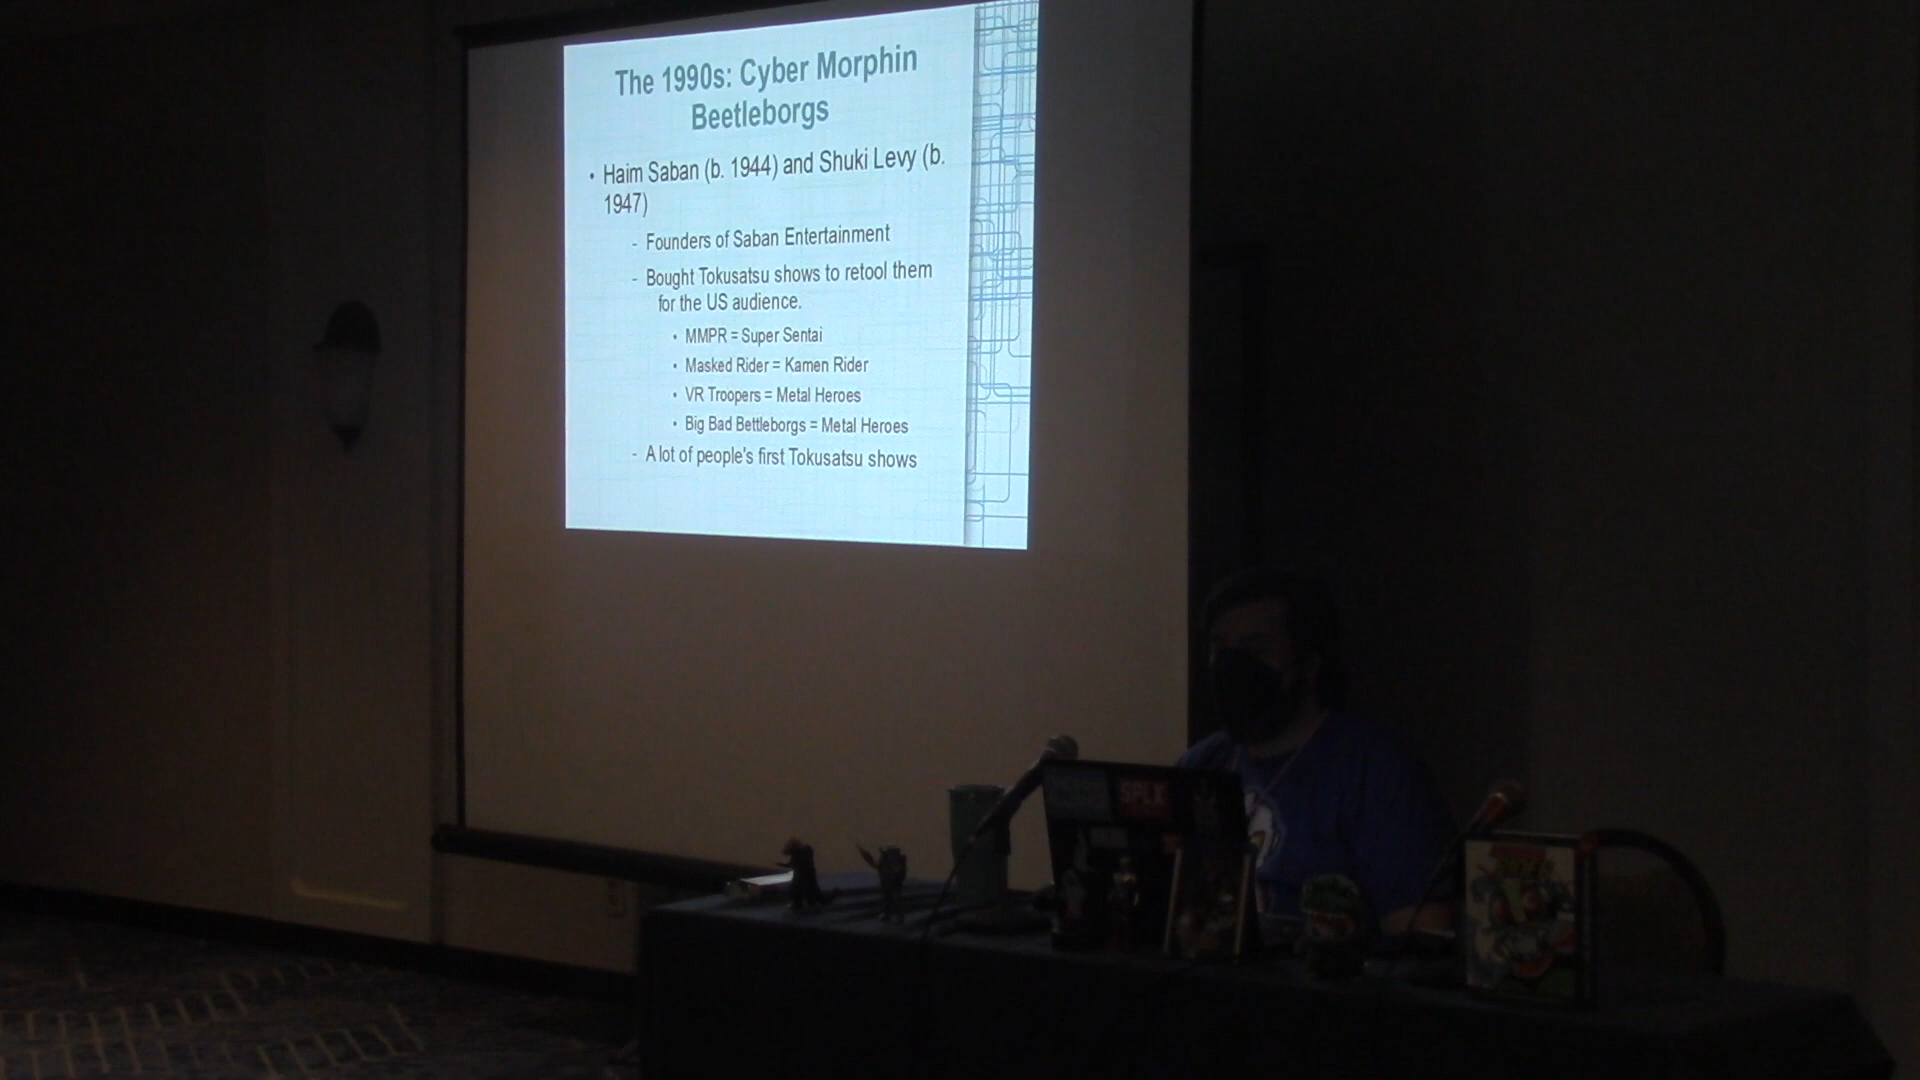 The 1990s: Cyber Morphin
Beetleborgs
• Haim Saban (b. 1944) and Shuki Levy (b.
1947)
- Founders of Saban Entertainment
- Bought Tokusatsu shows to retool them
for the US audience.
• MMPR = Super Sentai
• Masked Rider = Kamen Rider
• VR Troopers = Metal Heroes
• Big Bad Bettleborgs = Metal Heroes
- A lot of people's first Tokusatsu shows
SPLX